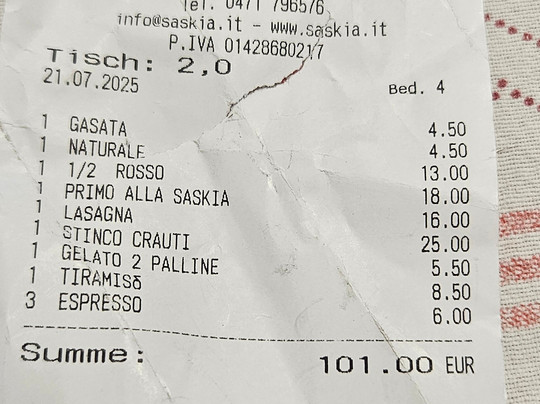 Tel. 0471 796576
info@saskia.it - www.saskia.it
P.IVA 01428680217
Tisch: 2,0
21.07.2025 Bed. 4
1 GASATA 4.50
1 NATURALE 4.50
1 1/2 ROSSO 13.00
1 PRIMO ALLA SASKIA 18.00
1 LASAGNA 16.00
1 STINCO CRAUTI 25.00
1 GELATO 2 PALLINE 5.50
1 TIRAMISδ 8.50
3 ESPRESSO 6.00
Summe: 101.00 EUR